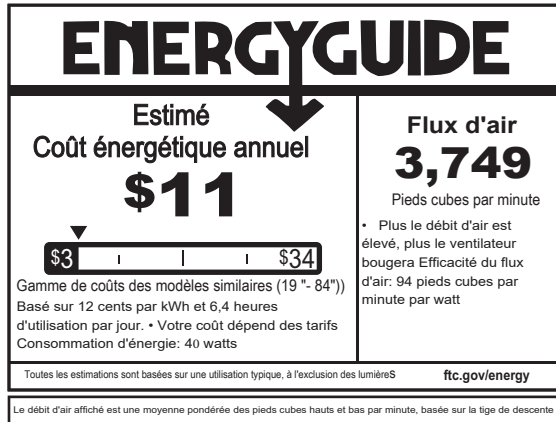 ENERGYGUIDE
Estimé
Coût énergétique annuel
$11
$3 $34
Gamme de coûts des modèles similaires (19 "- 84"))
Basé sur 12 cents par kWh et 6,4 heures
d'utilisation par jour. • Votre coût dépend des tarifs
Consommation d'énergie: 40 watts
Flux d'air
3,749
Pieds cubes par minute
• Plus le débit d'air est
élevé, plus le ventilateur
bougera Efficacité du flux
d'air: 94 pieds cubes par
minute par watt
Toutes les estimations sont basées sur une utilisation typique, à l'exclusion des lumièreS
ftc.gov/energy
Le débit d'air affiché est une moyenne pondérée des pieds cubes hauts et bas par minute, basée sur la tige de descente